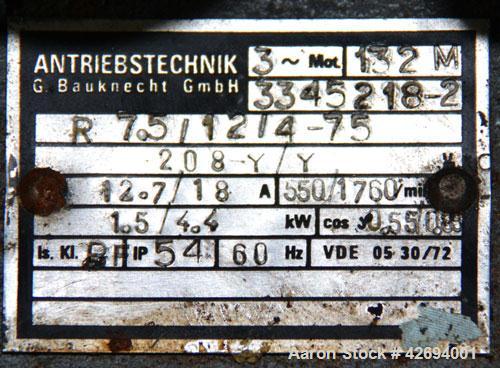 ANTRIEBSTECHNIK 3~ Mot. 132 M
G. Bauknecht GmbH 3345218-2
R 7.5/12/4-75
208-Y/Y
12.7/18 A 550/1760/min
1.5/4.4 kW cos
Is. Kl. IP 54 60 Hz VDE 0530/72
Aaron Stock # 42694001